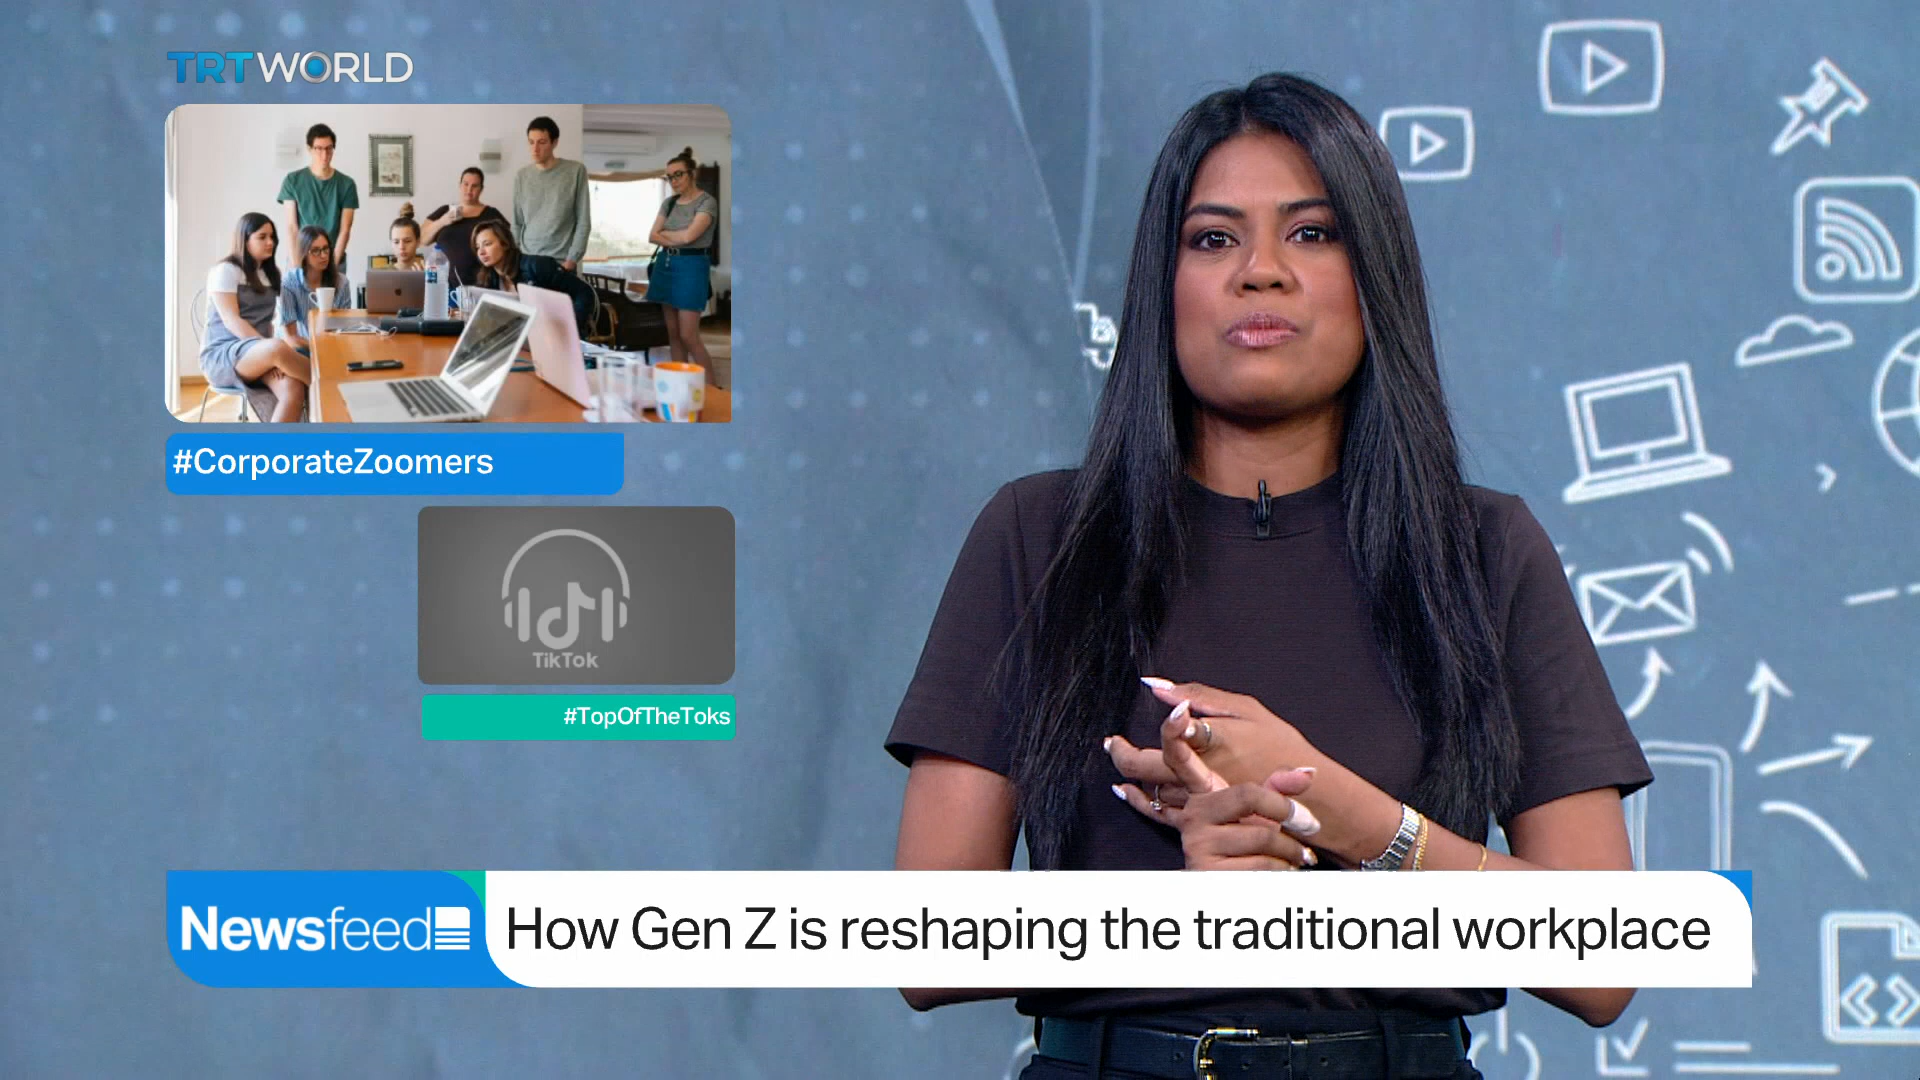 TRT WORLD
#CorporateZoomers
TikTok
#TopOfTheToks
Newsfeed
How Gen Z is reshaping the traditional workplace